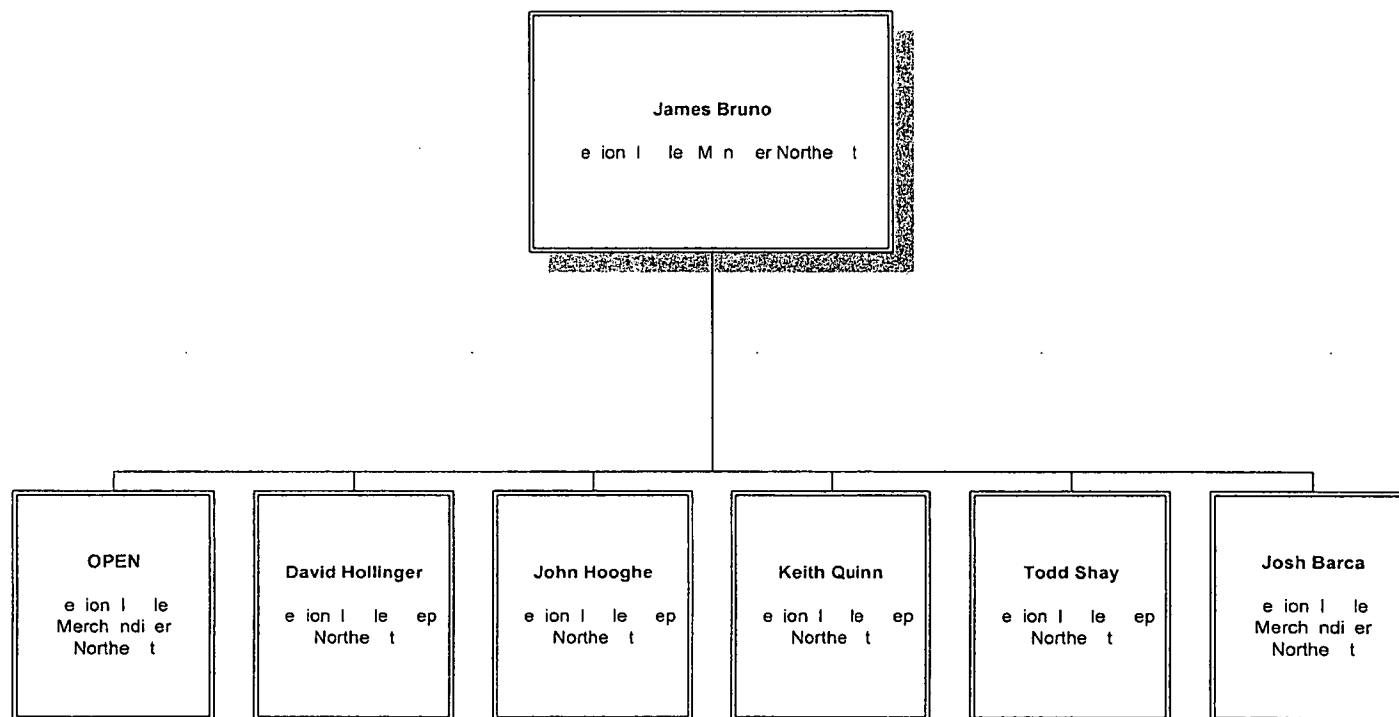 James Bruno
e ion l le M n er Northe t
OPEN
e ion l le
Merch ndi er
Northe t
David Hollinger
e ion l le ep
Northe t
John Hooghe
e ion l le ep
Northe t
Keith Quinn
e ion l le ep
Northe t
Todd Shay
e ion l le ep
Northe t
Josh Barca
e ion l le
Merch ndi er
Northe t